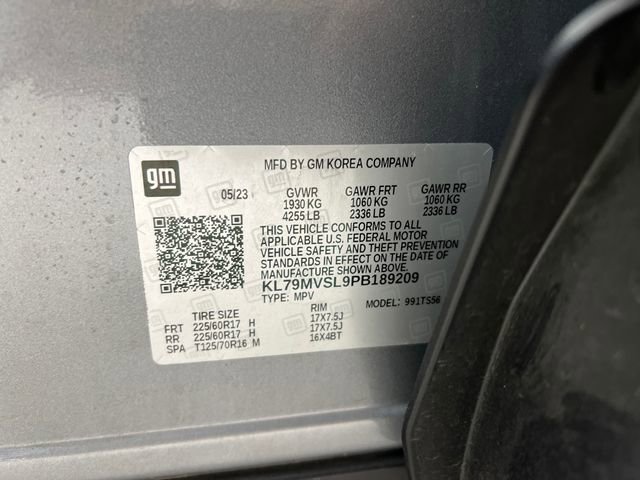 gm
MFD BY GM KOREA COMPANY
05/23 GVWR GAWR FRT GAWR RR
1930 KG 1060 KG 1060 KG
4255 LB 2336 LB 2336 LB
THIS VEHICLE CONFORMS TO ALL
APPLICABLE U.S. FEDERAL MOTOR
VEHICLE SAFETY AND THEFT PREVENTION
STANDARDS IN EFFECT ON THE DATE OF
MANUFACTURE SHOWN ABOVE.
KL79MVSL9PB189209
TYPE: MPV MODEL: 991TS56
TIRE SIZE RIM
FRT 225/60R17 H 17X7.5J
RR 225/60R17 H 17X7.5J
SPA T125/70R16 M 16X4BT